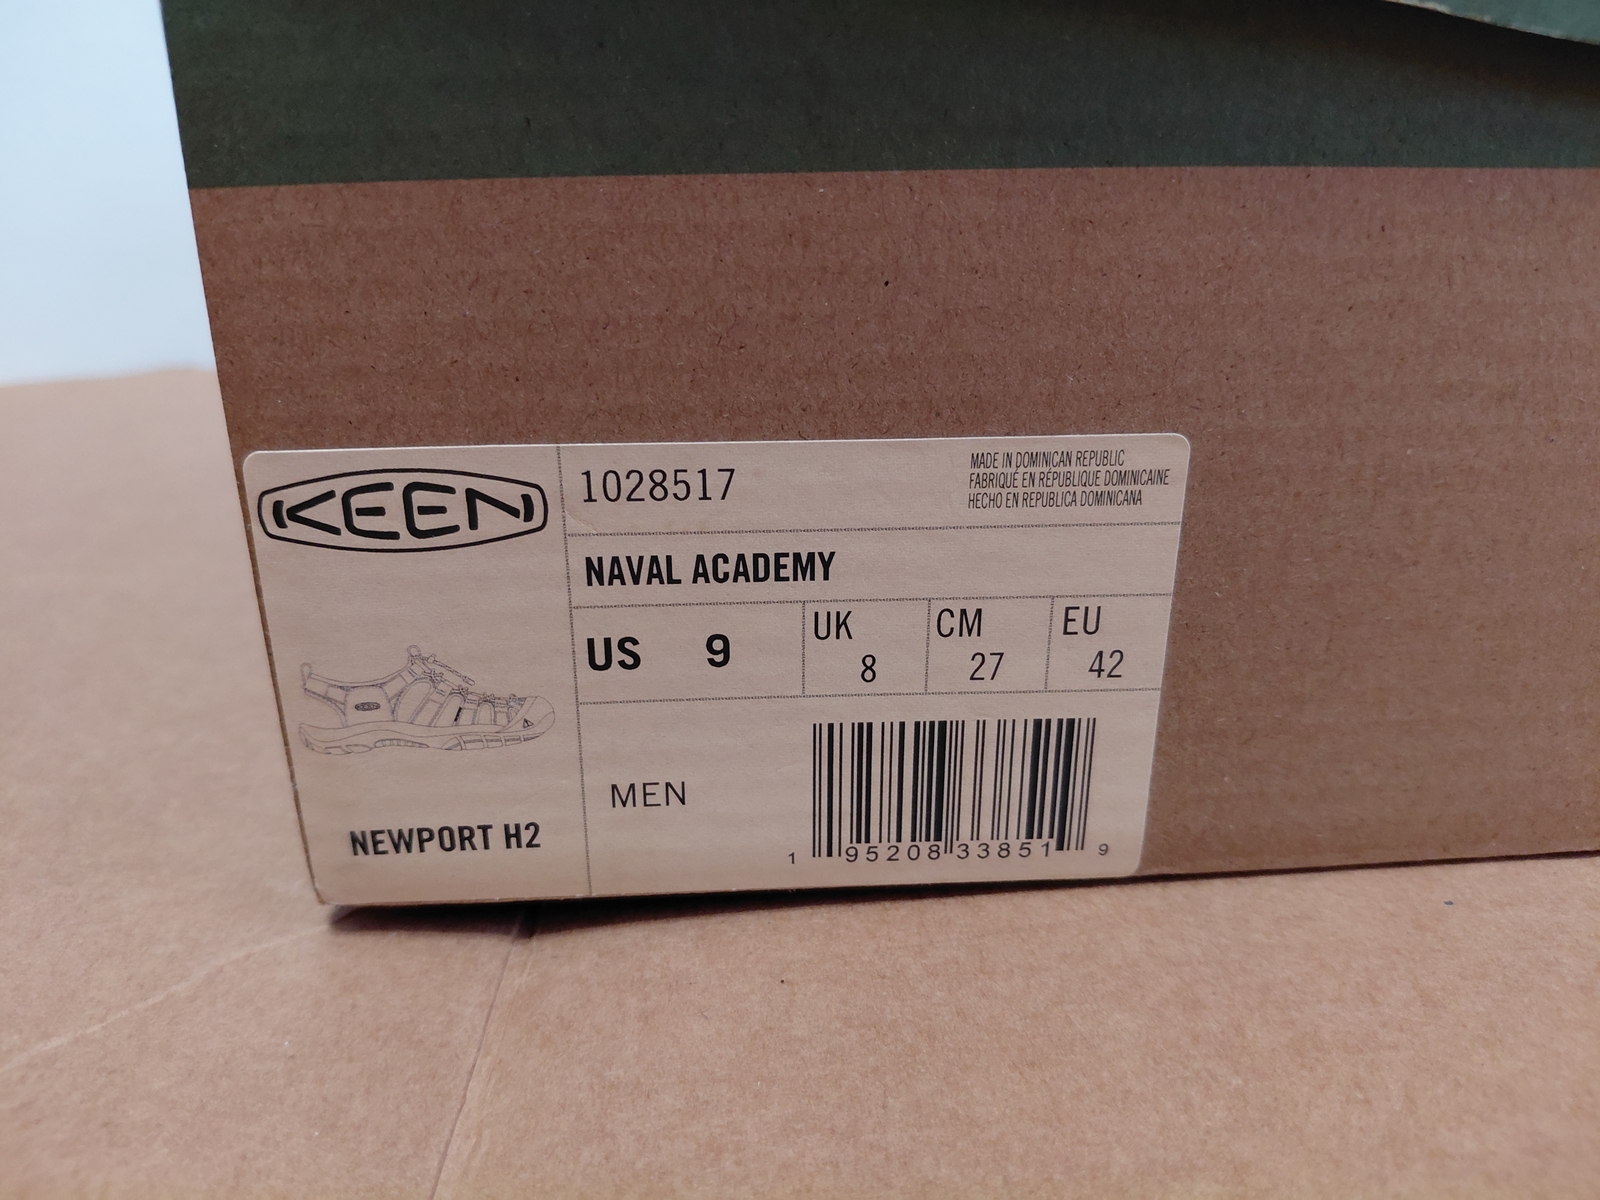 KEEN
1028517
MADE IN DOMINICAN REPUBLIC
FABRIQUÉ EN RÉPUBLIQUE DOMINICAINE
HECHO EN REPUBLICA DOMINICANA
NAVAL ACADEMY
US 9
UK 8
CM 27
EU 42
KEEN
NEWPORT H2
MEN
1 95208 33851 9